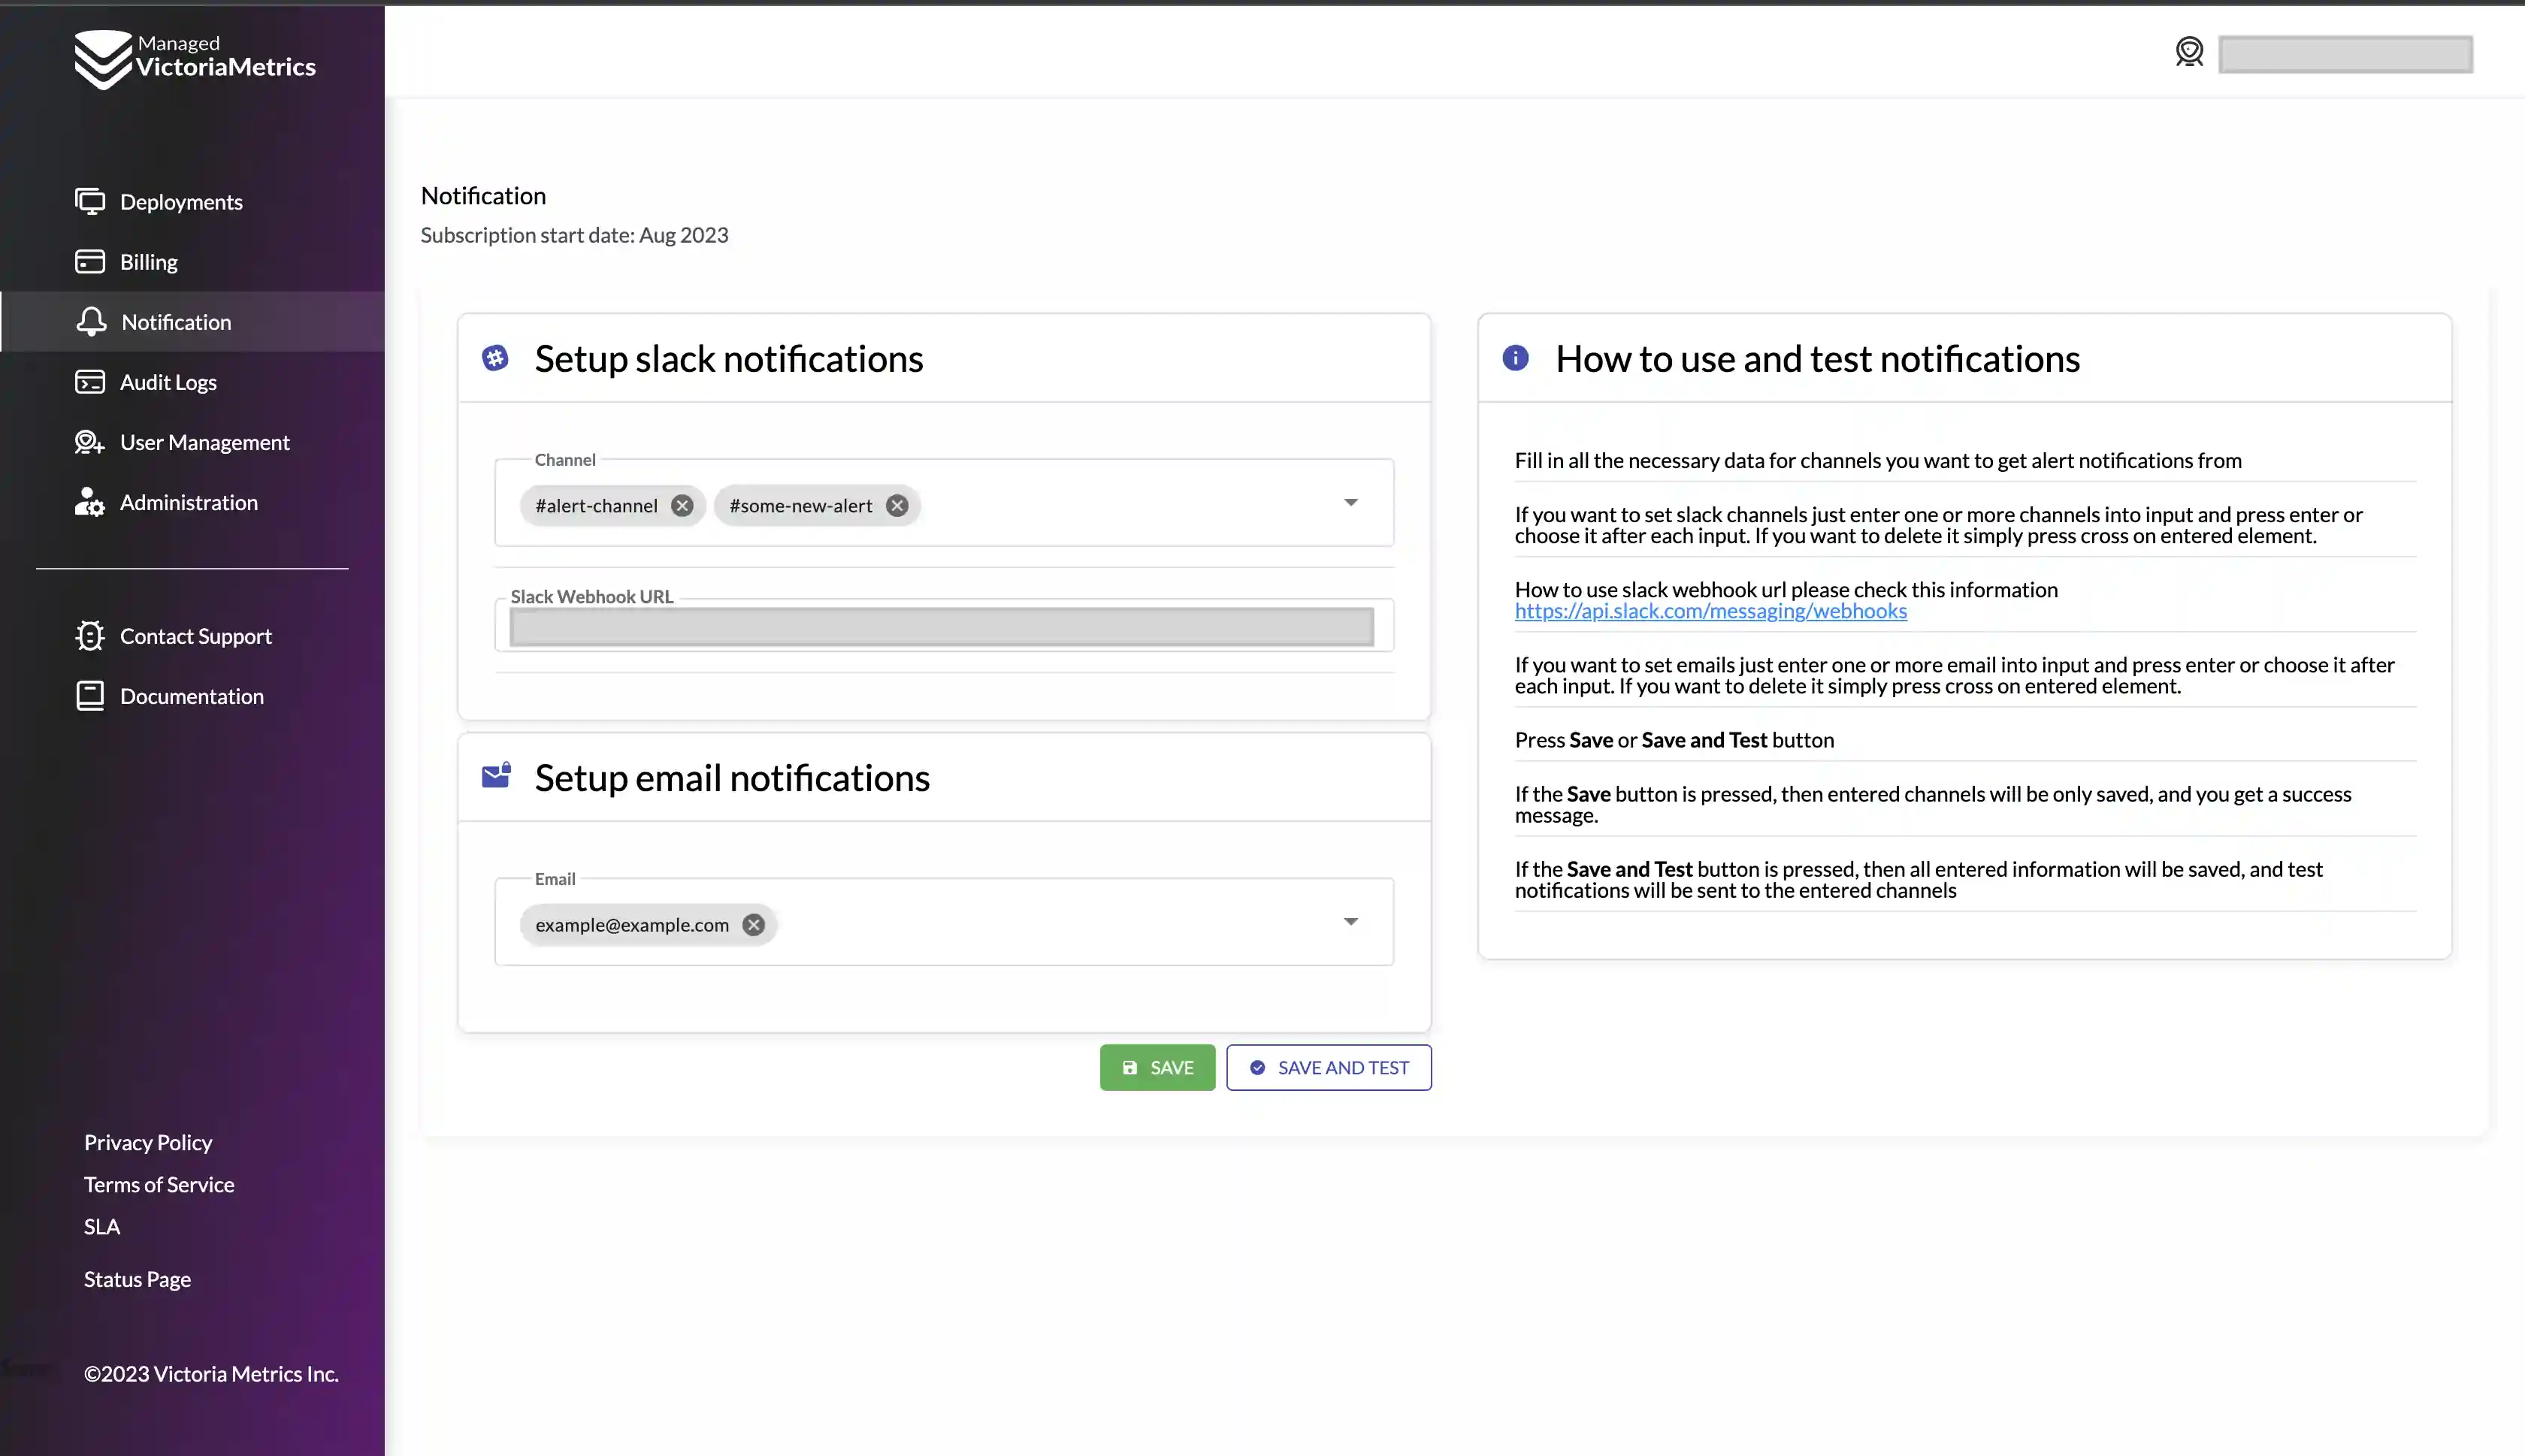 Managed
VictoriaMetrics
Deployments
Billing
Notification
Audit Logs
User Management
Administration
Contact Support
Documentation
Privacy Policy
Terms of Service
SLA
Status Page
©2023 Victoria Metrics Inc.
Notification
Subscription start date: Aug 2023
Setup slack notifications
Channel
#alert-channel
#some-new-alert
Slack Webhook URL
Setup email notifications
Email
example@example.com
SAVE
SAVE AND TEST
How to use and test notifications
Fill in all the necessary data for channels you want to get alert notifications from
If you want to set slack channels just enter one or more channels into input and press enter or
choose it after each input. If you want to delete it simply press cross on entered element.
How to use slack webhook url please check this information
https://api.slack.com/messaging/webhooks
If you want to set emails just enter one or more email into input and press enter or choose it after
each input. If you want to delete it simply press cross on entered element.
Press Save or Save and Test button
If the Save button is pressed, then entered channels will be only saved, and you get a success
message.
If the Save and Test button is pressed, then all entered information will be saved, and test
notifications will be sent to the entered channels